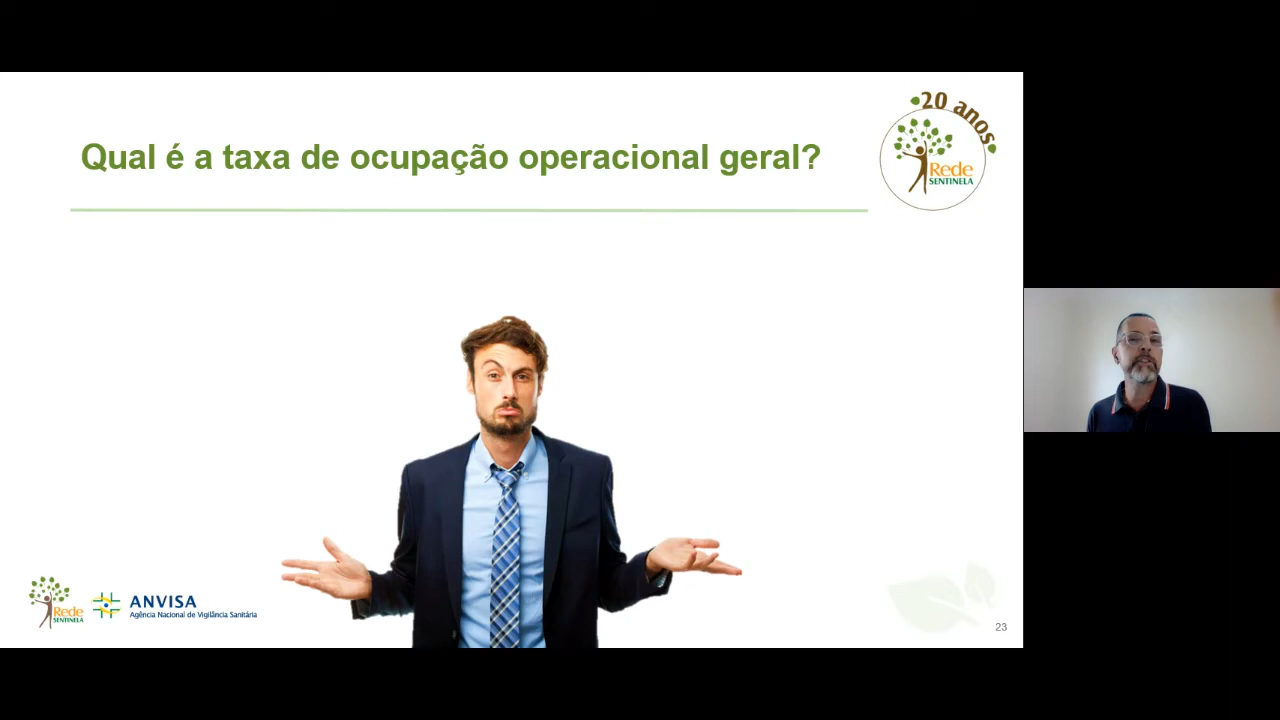 Qual é a taxa de ocupação operacional geral?
20 anos
Rede
SENTINELA
Rede
SENTINELA
ANVISA
Agência Nacional de Vigilância Sanitária
23